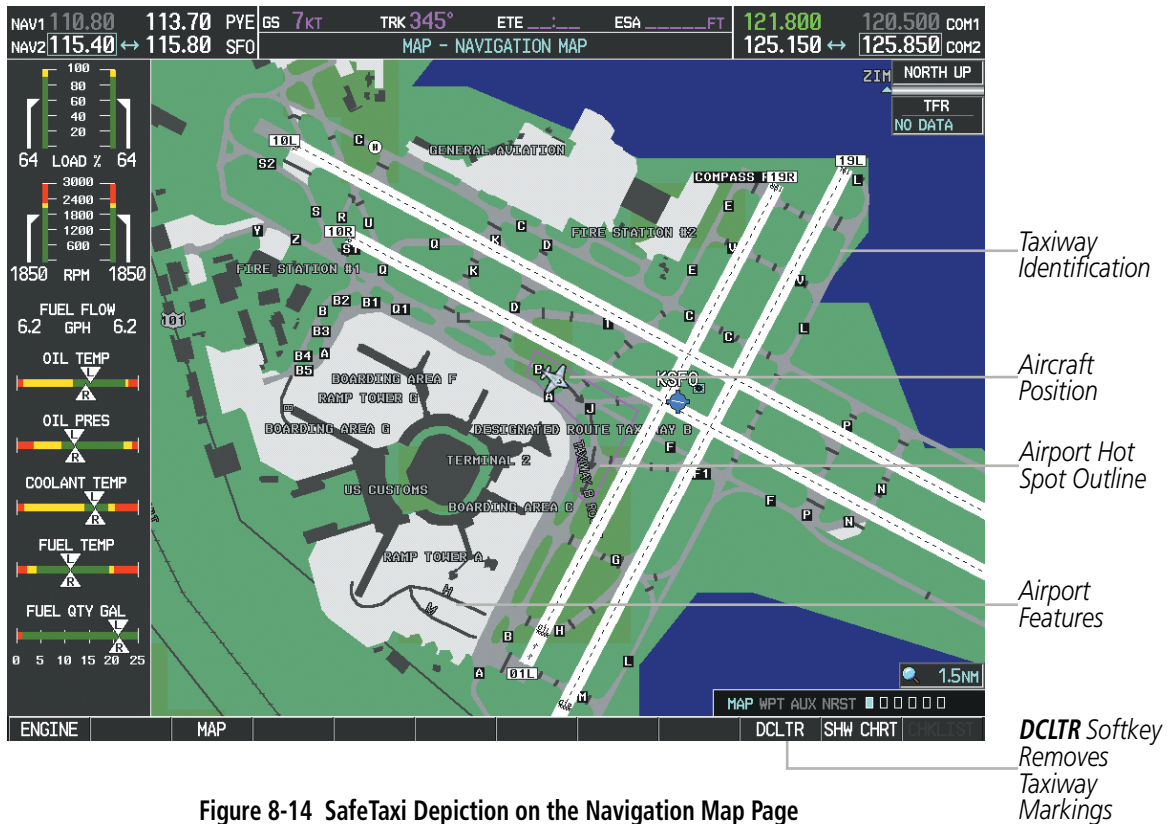 NAV1 110.80 113.70 PYE
NAV2 115.40 ↔ 115.80 SFO
GS 7KT TRK 345° ETE __:__ ESA _____FT
MAP - NAVIGATION MAP
121.800 120.500 COM1
125.150 ↔ 125.850 COM2
100
80
60
40
20
64 LOAD % 64
3000
2400
1800
1200
600
1850 RPM 1850
FUEL FLOW
6.2 GPH 6.2
OIL TEMP
L
R
OIL PRES
L
R
COOLANT TEMP
L
R
FUEL TEMP
L
R
FUEL QTY GAL
L
R
0 5 10 15 20 25
ZIM
NORTH UP
TFR
NO DATA
10L
C
H
GENERAL AVIATION
S2
COMPASS
19R
19L
L
S
R
U
E
Y
Z
10R
S1
Q
K
C
D
FIRE STATION #2
V
FIRE STATION #1
Q
K
E
V
101
B2
B1
Q1
D
T
C
C
L
B
B3
A
B4
B5
P
KSFO
BOARDING AREA F
RAMP TOWER G
A
J
BOARDING AREA G
DESIGNATED ROUTE TAXIWAY B
P
TERMINAL 2
F
TAXIWAY B
US CUSTOMS
F1
N
BOARDING AREA C
F
P
N
RAMP TOWER A
G
H
M
B
H
A
01L
L
M
1.5NM
MAP WPT AUX NRST
ENGINE MAP DCLTR SHW CHRT CHKLIST
Taxiway
Identification
Aircraft
Position
Airport Hot
Spot Outline
Airport
Features
DCLTR Softkey
Removes
Taxiway
Markings
Figure 8-14 SafeTaxi Depiction on the Navigation Map Page